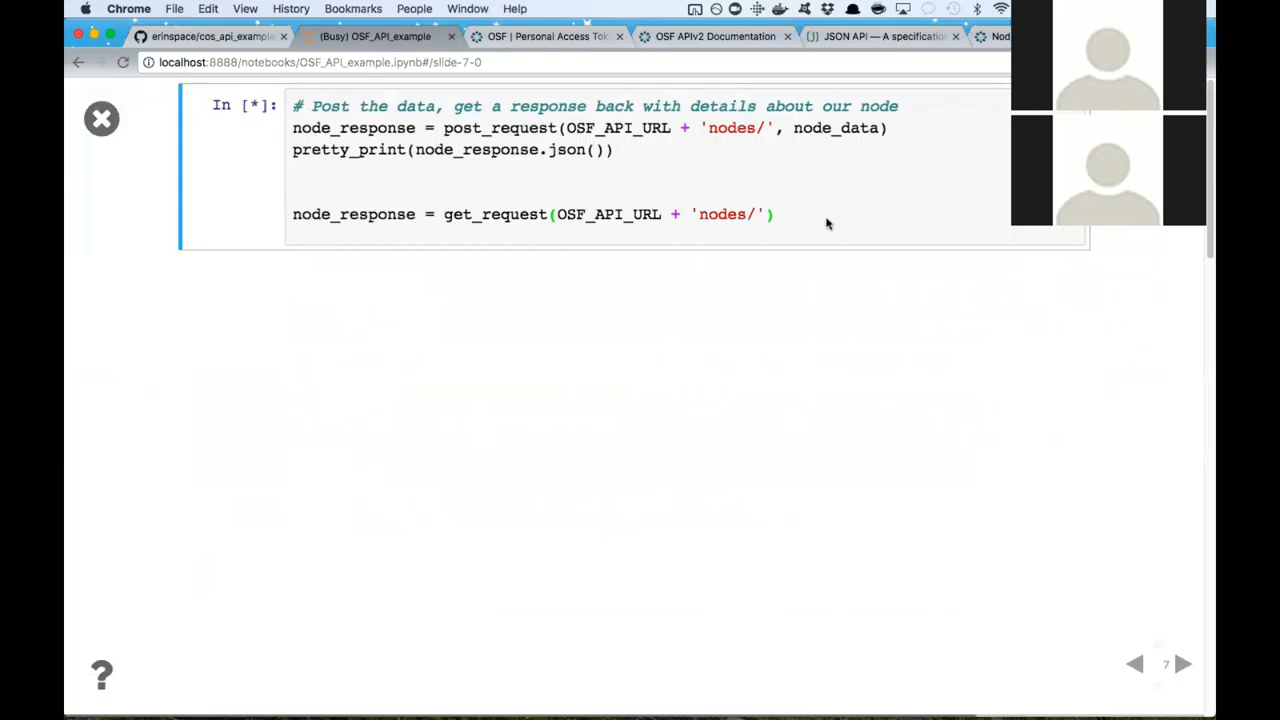 Chrome File Edit View History Bookmarks People Window Help
erinspace/cos_api_example (Busy) OSF_API_example OSF | Personal Access Tok OSF APIv2 Documentation {;} JSON API — A specificati Nod
localhost:8888/notebooks/OSF_API_example.ipynb#/slide-7-0
In [*]: # Post the data, get a response back with details about our node
node_response = post_request(OSF_API_URL + 'nodes/', node_data)
pretty_print(node_response.json())
node_response = get_request(OSF_API_URL + 'nodes/')
?
7